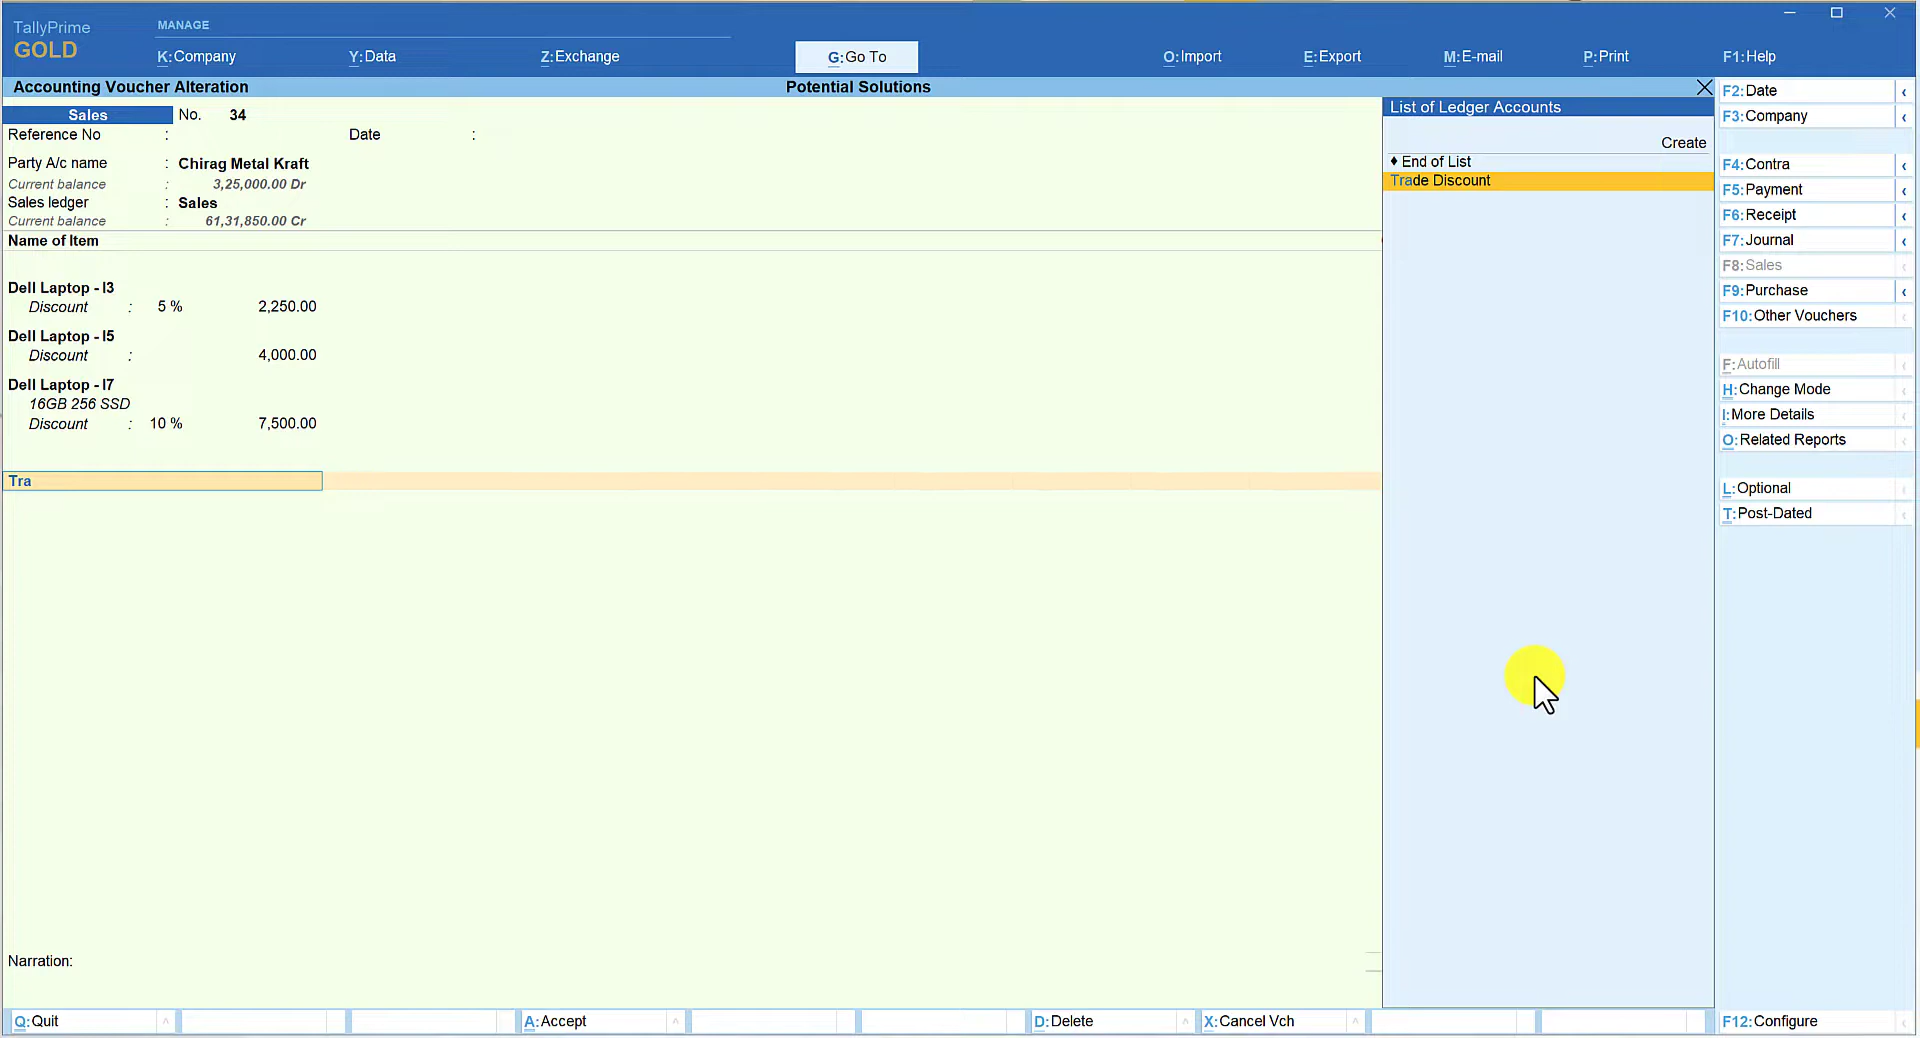 TallyPrime
GOLD
MANAGE
K:Company
Y:Data
Z:Exchange
G:Go To
O:Import
E:Export
M:E-mail
P:Print
F1:Help
Accounting Voucher Alteration
Potential Solutions
Sales No. 34
Reference No : Date :
Party A/c name : Chirag Metal Kraft
Current balance : 3,25,000.00 Dr
Sales ledger : Sales
Current balance : 61,31,850.00 Cr
Name of Item
Dell Laptop - I3
Discount : 5 % 2,250.00
Dell Laptop - I5
Discount : 4,000.00
Dell Laptop - I7
16GB 256 SSD
Discount : 10 % 7,500.00
Tra
Narration:
List of Ledger Accounts
Create
♦ End of List
Trade Discount
F2:Date
F3:Company
F4:Contra
F5:Payment
F6:Receipt
F7:Journal
F8:Sales
F9:Purchase
F10:Other Vouchers
F:Autofill
H:Change Mode
I:More Details
O:Related Reports
L:Optional
T:Post-Dated
Q:Quit
A:Accept
D:Delete
X:Cancel Vch
F12:Configure